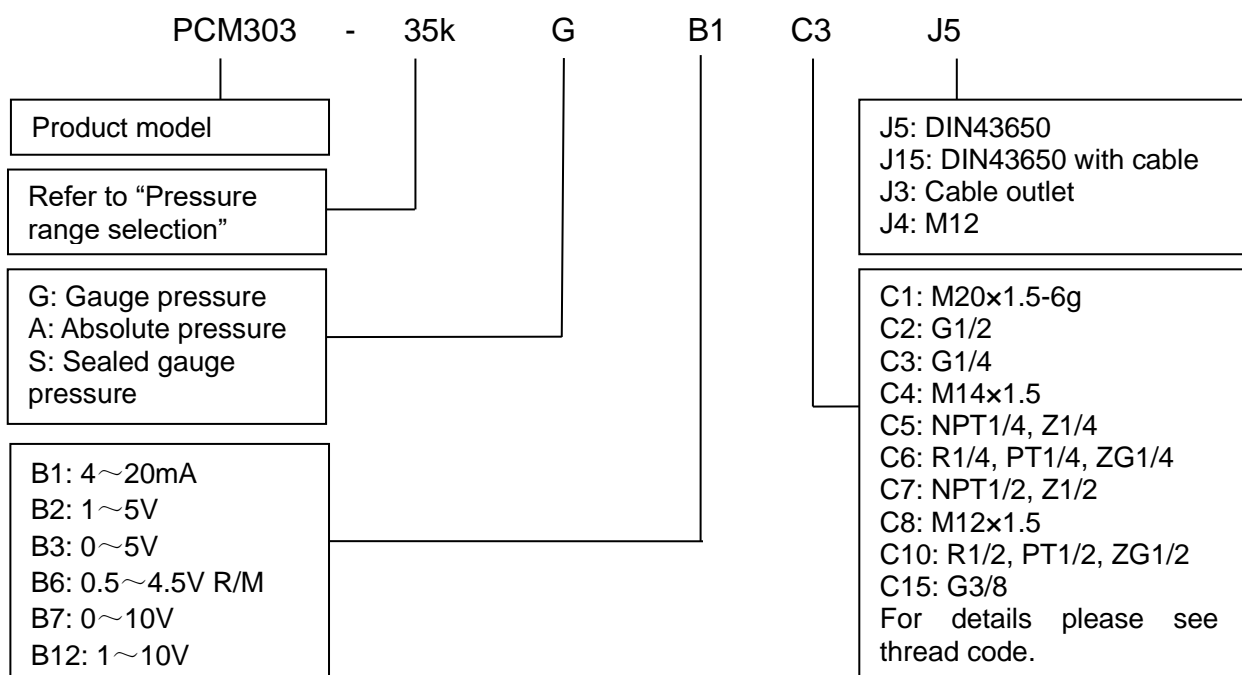 PCM303 - 35k G B1 C3 J5
Product model
Refer to “Pressure
range selection”
G: Gauge pressure
A: Absolute pressure
S: Sealed gauge
pressure
B1: 4～20mA
B2: 1～5V
B3: 0～5V
B6: 0.5～4.5V R/M
B7: 0～10V
B12: 1～10V
J5: DIN43650
J15: DIN43650 with cable
J3: Cable outlet
J4: M12
C1: M20×1.5-6g
C2: G1/2
C3: G1/4
C4: M14×1.5
C5: NPT1/4, Z1/4
C6: R1/4, PT1/4, ZG1/4
C7: NPT1/2, Z1/2
C8: M12×1.5
C10: R1/2, PT1/2, ZG1/2
C15: G3/8
For details please see
thread code.